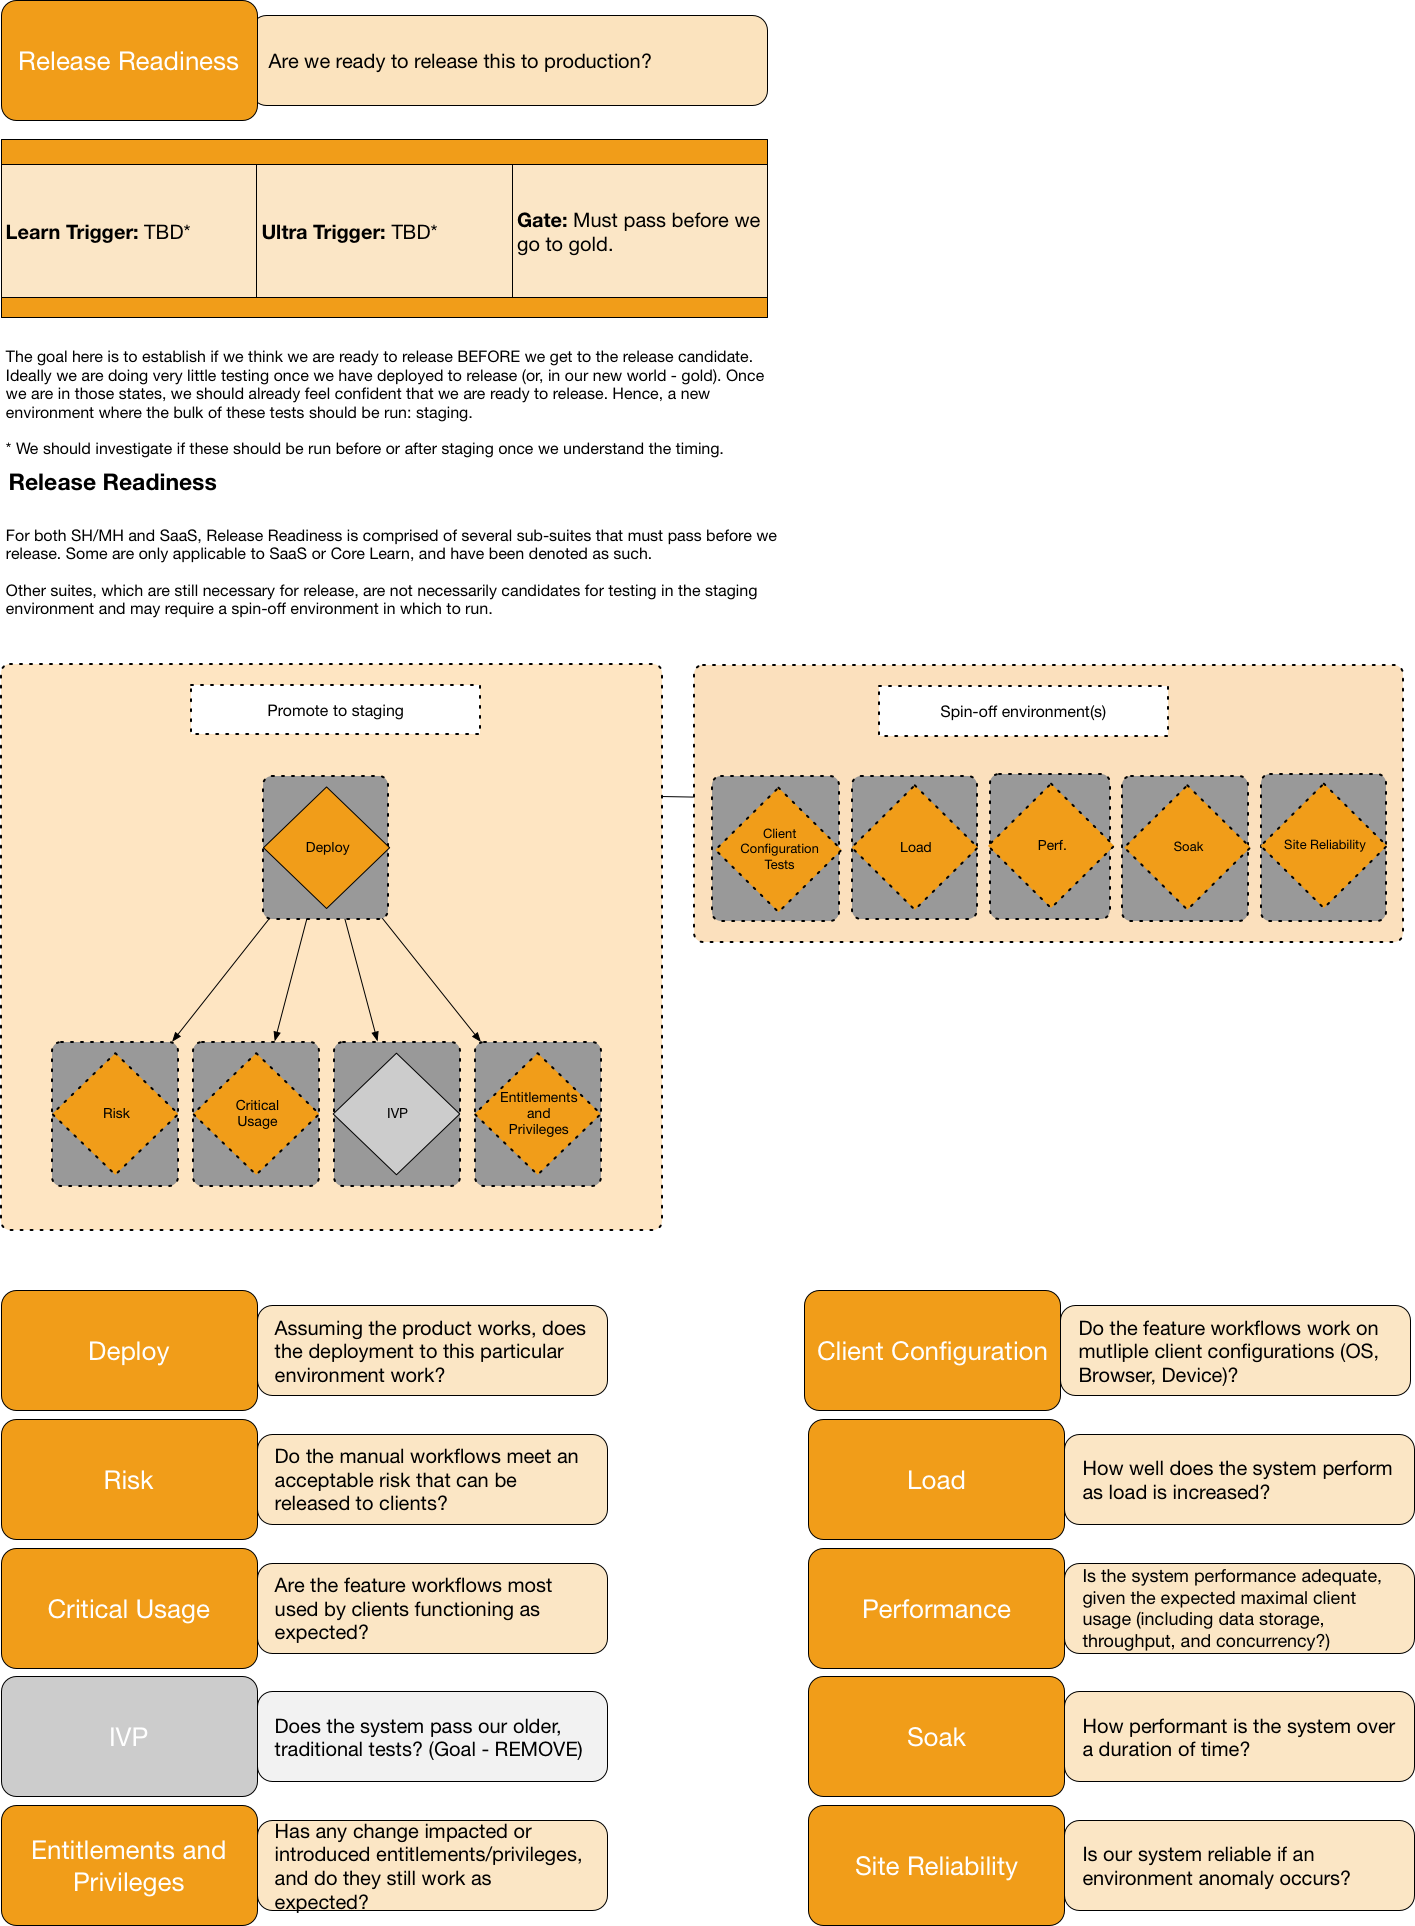 Release Readiness
Are we ready to release this to production?
Learn Trigger: TBD*
Ultra Trigger: TBD*
Gate: Must pass before we
go to gold.
The goal here is to establish if we think we are ready to release BEFORE we get to the release candidate.
Ideally we are doing very little testing once we have deployed to release (or, in our new world - gold). Once
we are in those states, we should already feel confident that we are ready to release. Hence, a new
environment where the bulk of these tests should be run: staging.
* We should investigate if these should be run before or after staging once we understand the timing.
Release Readiness
For both SH/MH and SaaS, Release Readiness is comprised of several sub-suites that must pass before we
release. Some are only applicable to SaaS or Core Learn, and have been denoted as such.
Other suites, which are still necessary for release, are not necessarily candidates for testing in the staging
environment and may require a spin-off environment in which to run.
Promote to staging
Deploy
Risk
Critical
Usage
IVP
Entitlements
and
Privileges
Spin-off environment(s)
Client
Configuration
Tests
Load
Perf.
Soak
Site Reliability
Deploy
Assuming the product works, does
the deployment to this particular
environment work?
Risk
Do the manual workflows meet an
acceptable risk that can be
released to clients?
Critical Usage
Are the feature workflows most
used by clients functioning as
expected?
IVP
Does the system pass our older,
traditional tests? (Goal - REMOVE)
Entitlements and
Privileges
Has any change impacted or
introduced entitlements/privileges,
and do they still work as
expected?
Client Configuration
Do the feature workflows work on
mutliple client configurations (OS,
Browser, Device)?
Load
How well does the system perform
as load is increased?
Performance
Is the system performance adequate,
given the expected maximal client
usage (including data storage,
throughput, and concurrency?)
Soak
How performant is the system over
a duration of time?
Site Reliability
Is our system reliable if an
environment anomaly occurs?